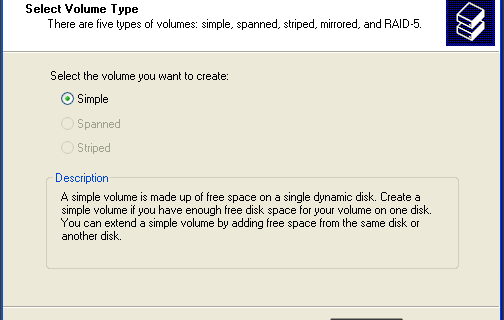 Select Volume Type
There are five types of volumes: simple, spanned, striped, mirrored, and RAID-5.
Select the volume you want to create:
Simple
Spanned
Striped
Description
A simple volume is made up of free space on a single dynamic disk. Create a
simple volume if you have enough free disk space for your volume on one disk.
You can extend a simple volume by adding free space from the same disk or
another disk.